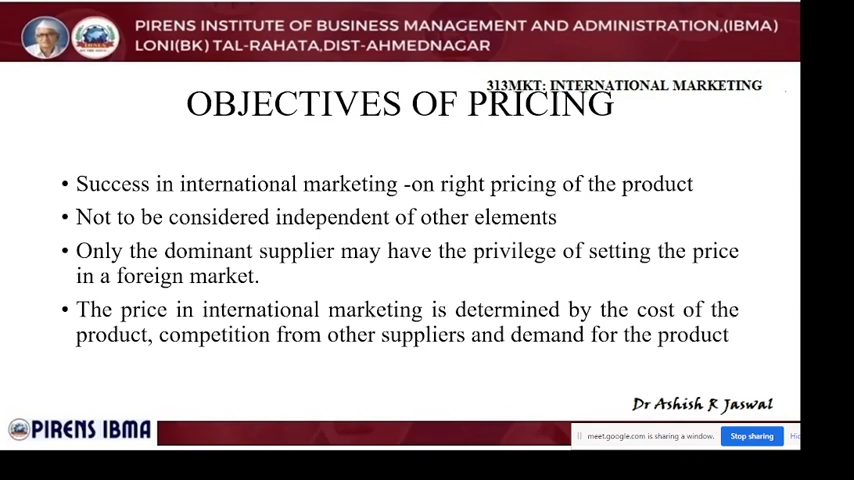 PIRENS INSTITUTE OF BUSINESS MANAGEMENT AND ADMINISTRATION,(IBMA)
LONI(BK) TAL-RAHATA,DIST-AHMEDNAGAR
313MKT: INTERNATIONAL MARKETING
OBJECTIVES OF PRICING
• Success in international marketing -on right pricing of the product
• Not to be considered independent of other elements
• Only the dominant supplier may have the privilege of setting the price
in a foreign market.
• The price in international marketing is determined by the cost of the
product, competition from other suppliers and demand for the product
Dr Ashish R Jaswal
PIRENS IBMA
meet.google.com is sharing a window.
Stop sharing